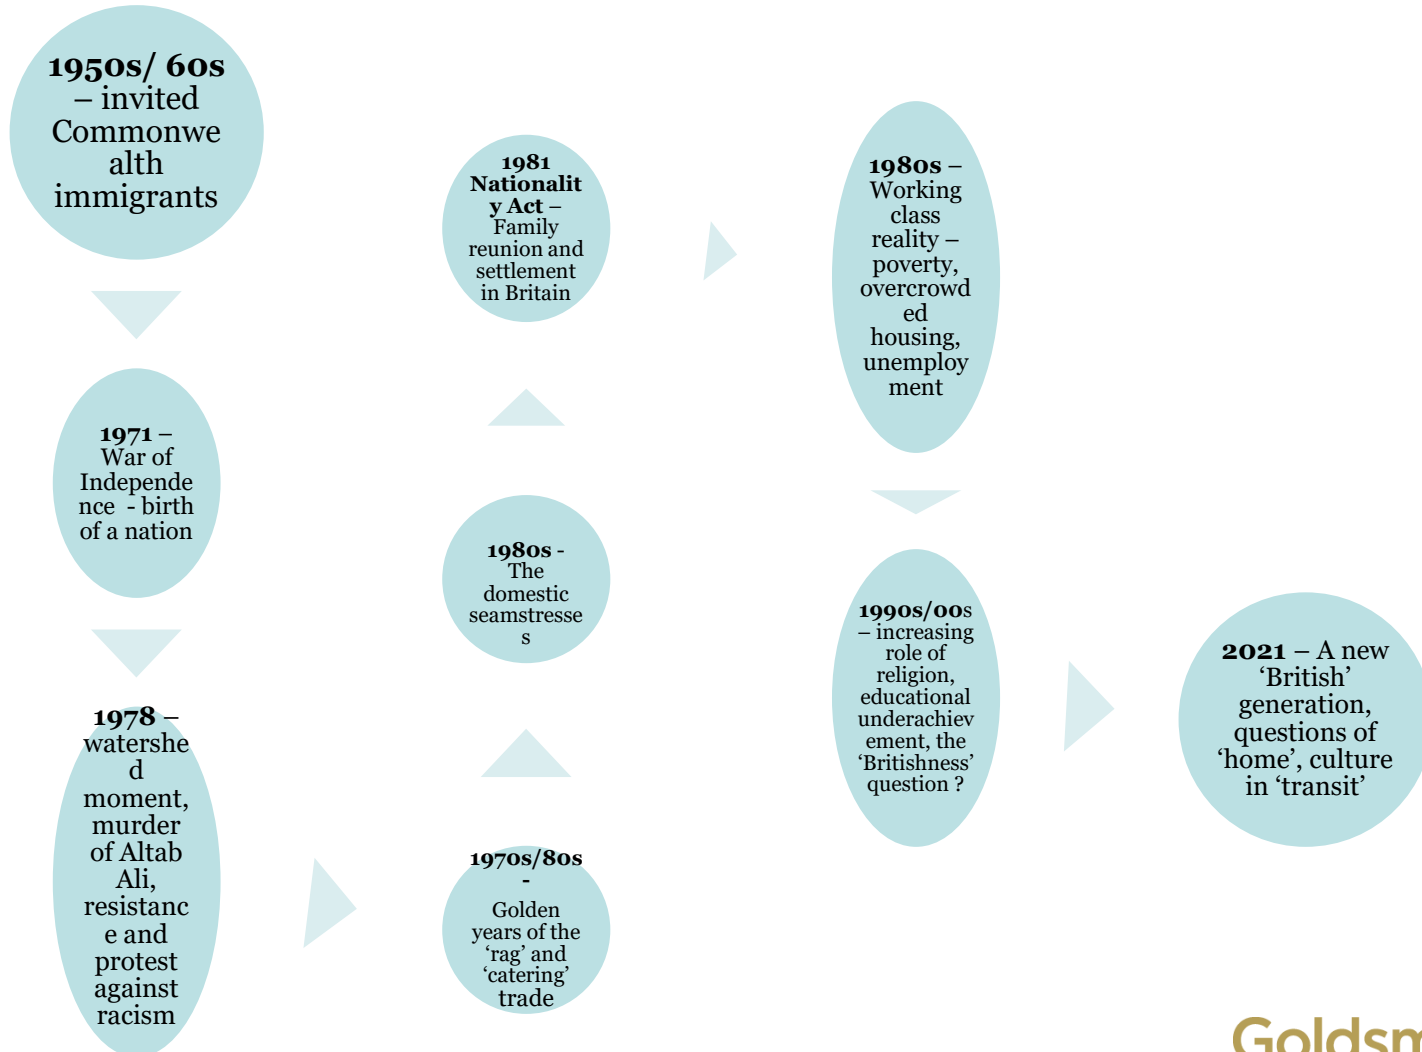 1950s/ 60s
– invited
Commonwe
alth
immigrants
1971 –
War of
Independe
nce - birth
of a nation
1978 –
watershe
d
moment,
murder
of Altab
Ali,
resistanc
e and
protest
against
racism
1970s/80s
-
Golden
years of the
‘rag’ and
‘catering’
trade
1980s -
The
domestic
seamstresse
s
1981
Nationalit
y Act –
Family
reunion and
settlement
in Britain
1980s –
Working
class
reality –
poverty,
overcrowd
ed
housing,
unemploy
ment
1990s/00s
– increasing
role of
religion,
educational
underachiev
ement, the
‘Britishness’
question ?
2021 – A new
‘British’
generation,
questions of
‘home’, culture
in ‘transit’